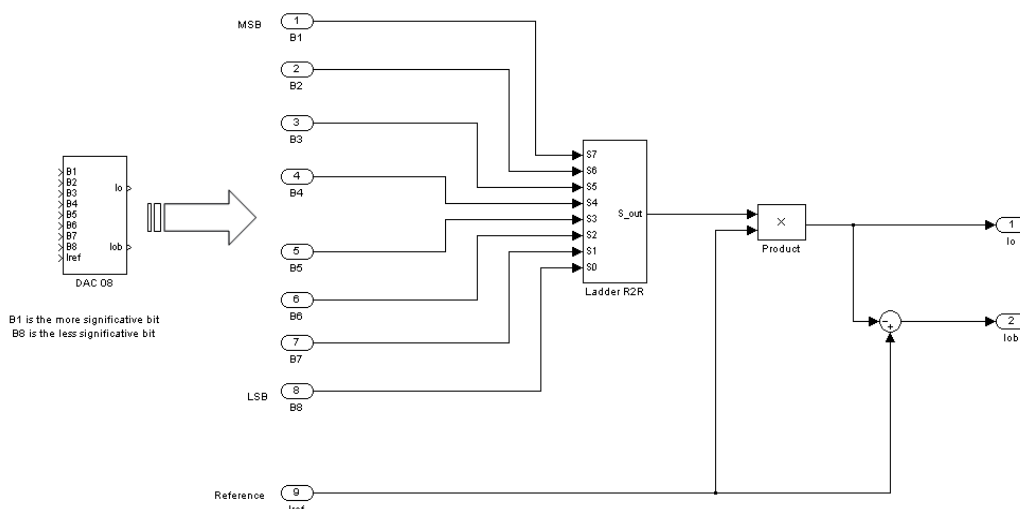 MSB
1
B1
2
B2
3
B3
4
B4
5
B5
6
B6
7
B7
LSB
8
B8
Reference
9
Iref
B1
B2
B3
B4
B5
B6
B7
B8
Iref
Io
Iob
DAC 08
B1 is the more significative bit
B8 is the less significative bit
S7
S6
S5
S4
S3
S2
S1
S0
S_out
Ladder R2R
×
Product
1
Io
2
Iob